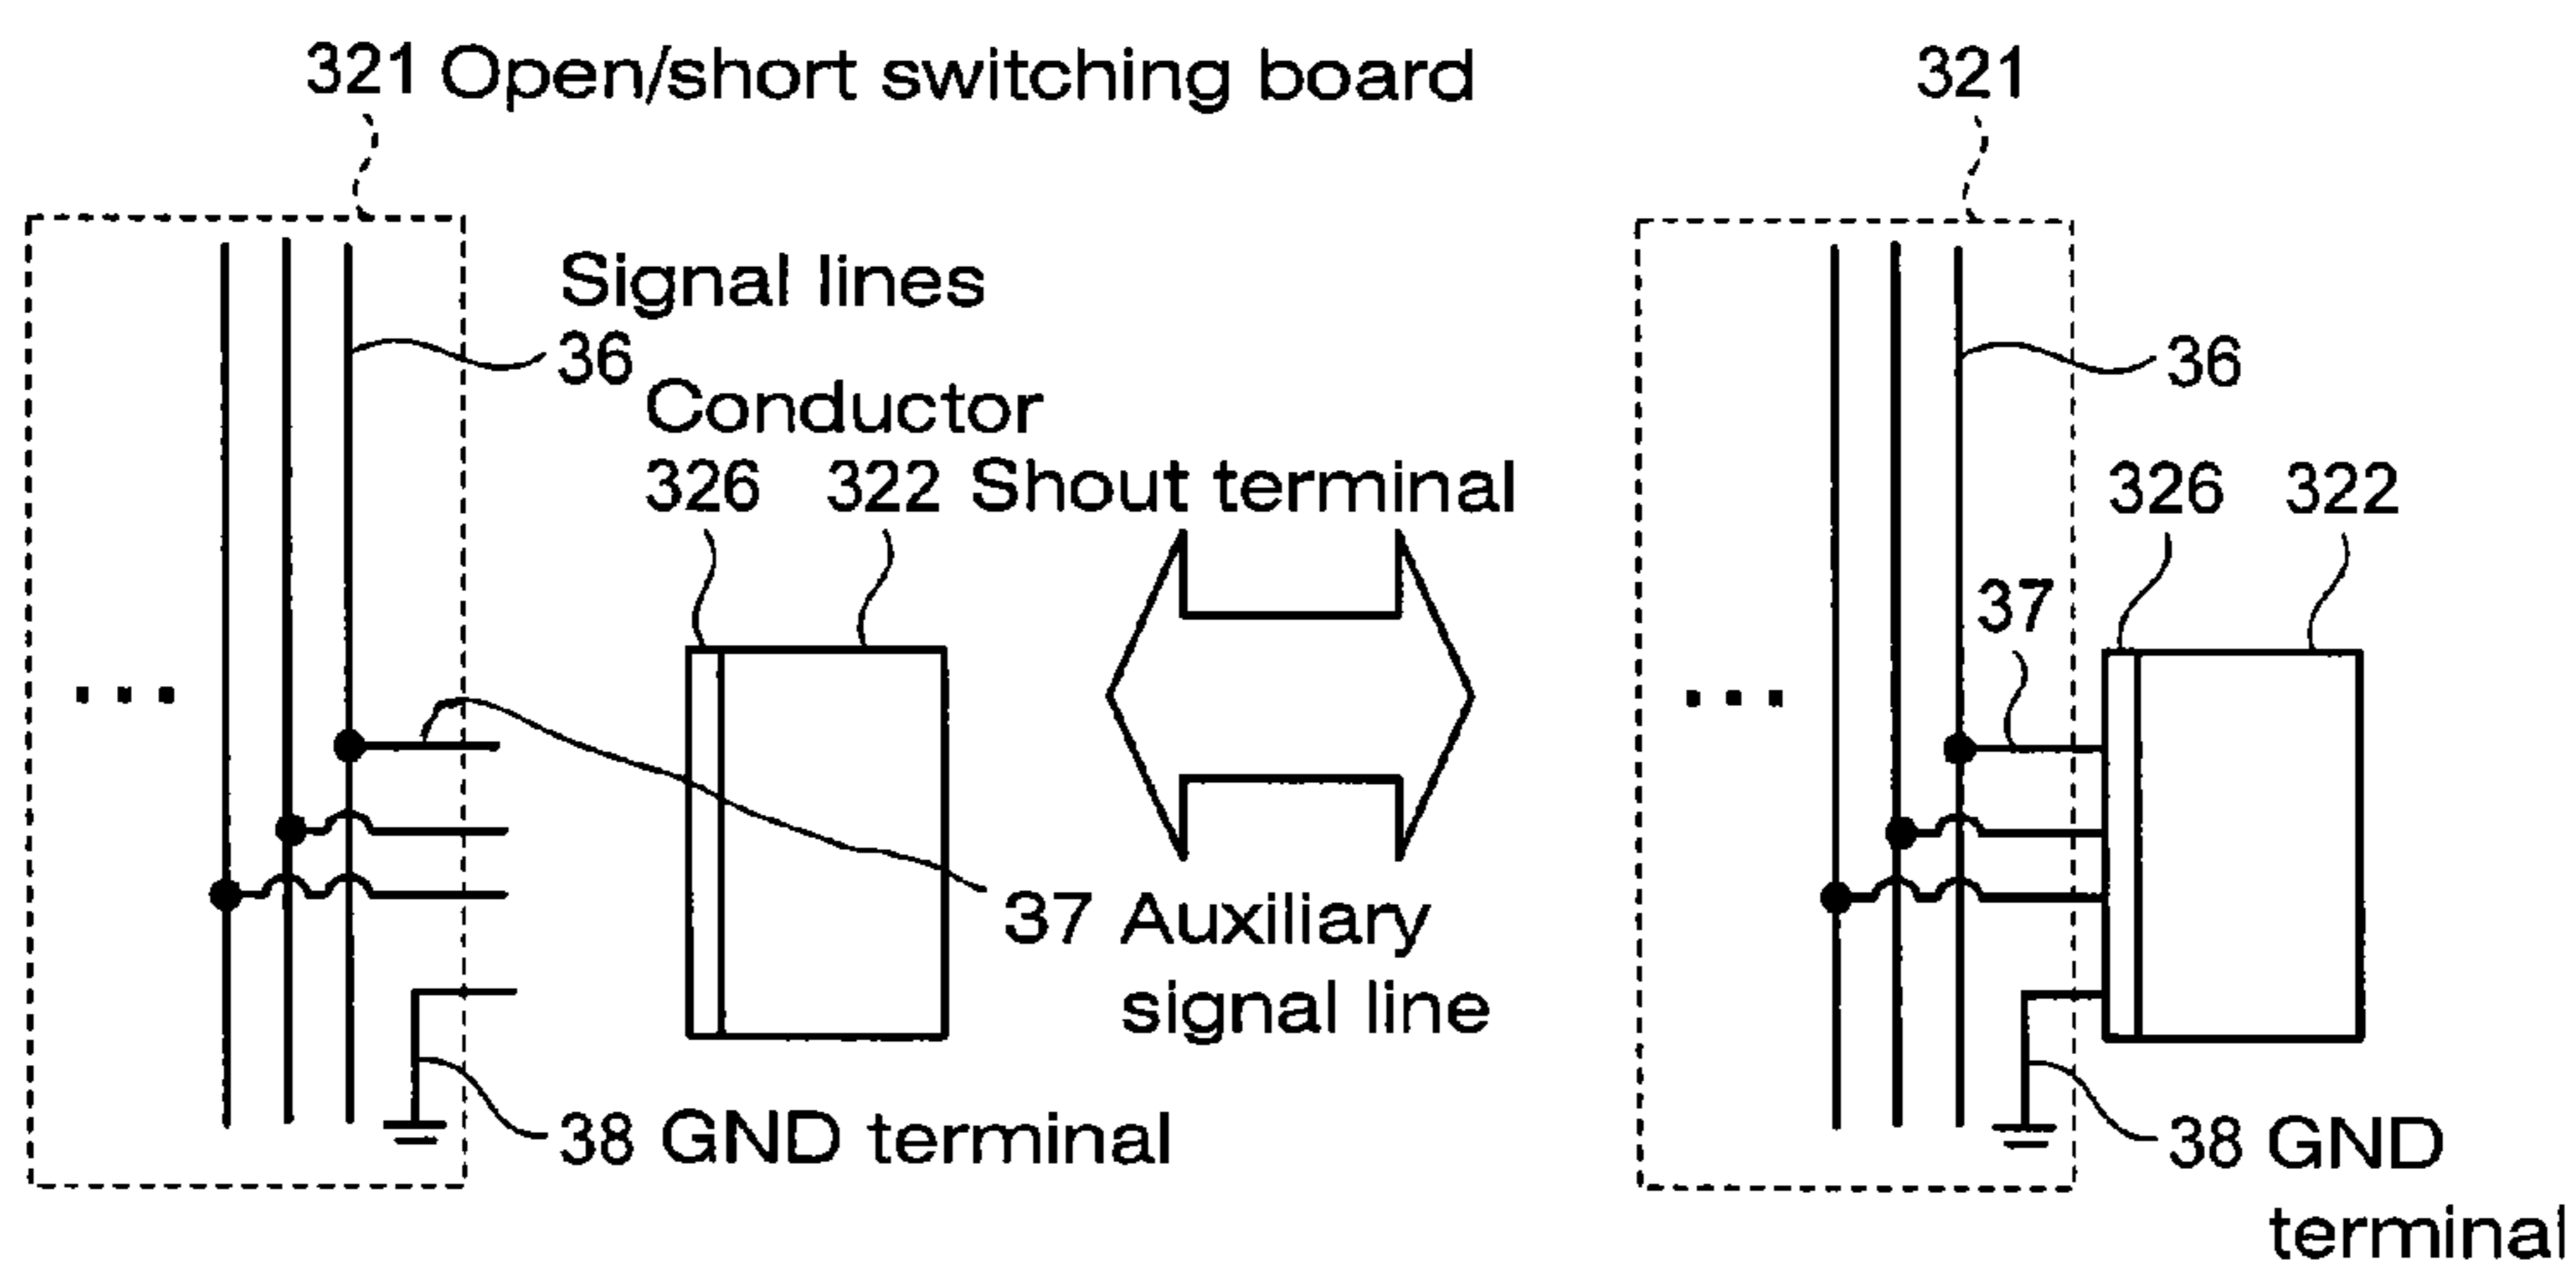 321 Open/short switching board
Signal lines
36
Conductor
326 322 Shout terminal
37 Auxiliary
signal line
38 GND terminal
321
36
326 322
37
38 GND
terminal